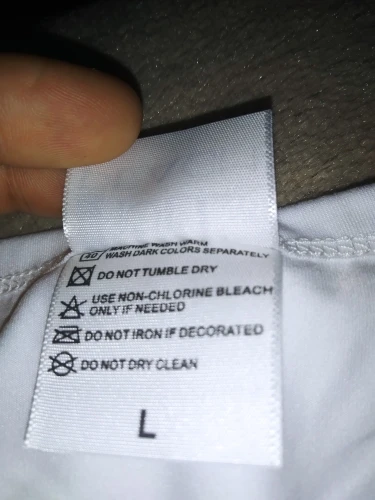 40 MACHINE WASH WARM
WASH DARK COLORS SEPARATELY
DO NOT TUMBLE DRY
USE NON-CHLORINE BLEACH
ONLY IF NEEDED
DO NOT IRON IF DECORATED
DO NOT DRY CLEAN
L